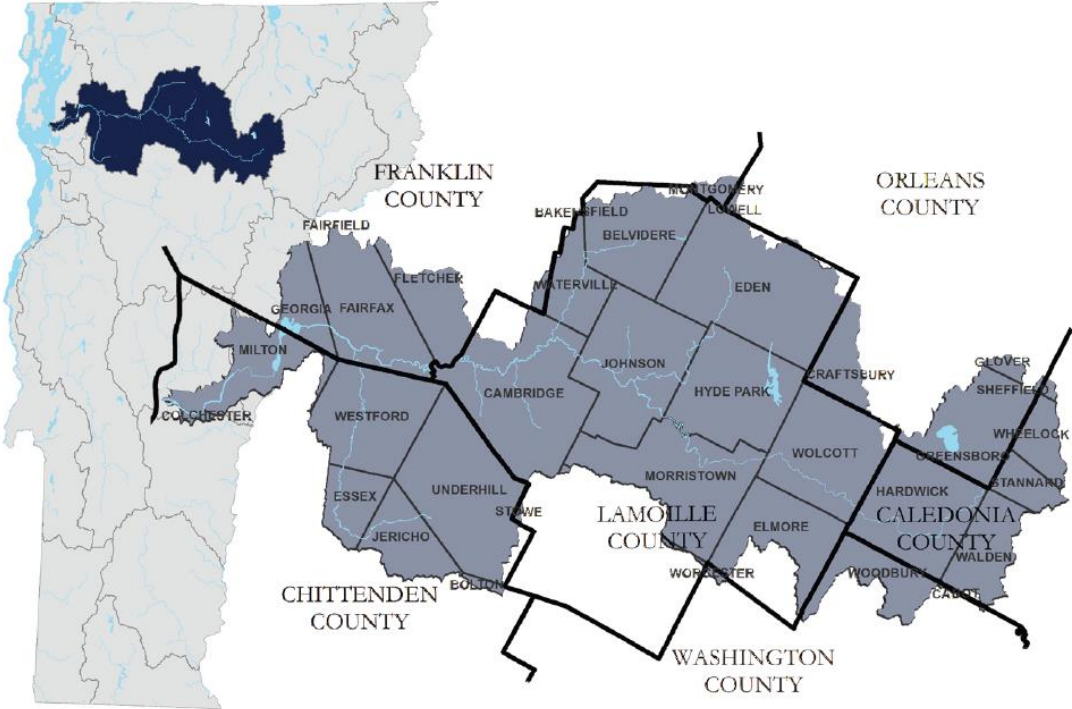 FRANKLIN
COUNTY
ORLEANS
COUNTY
MONTGOMERY
LOWELL
BAKERSFIELD
BELVIDERE
FAIRFIELD
FLETCHER
WATERVILLE
EDEN
GEORGIA
FAIRFAX
MILTON
JOHNSON
CRAFTSBURY
GLOVER
SHEFFIELD
CAMBRIDGE
HYDE PARK
COLCHESTER
WESTFORD
WHEELOCK
WOLCOTT
GREENSBORO
MORRISTOWN
STANNARD
UNDERHILL
HARDWICK
ESSEX
STOWE
LAMOILLE
COUNTY
CALEDONIA
COUNTY
ELMORE
JERICHO
WALDEN
WORCESTER
WOODBURY
BOLTON
CABOT
CHITTENDEN
COUNTY
WASHINGTON
COUNTY